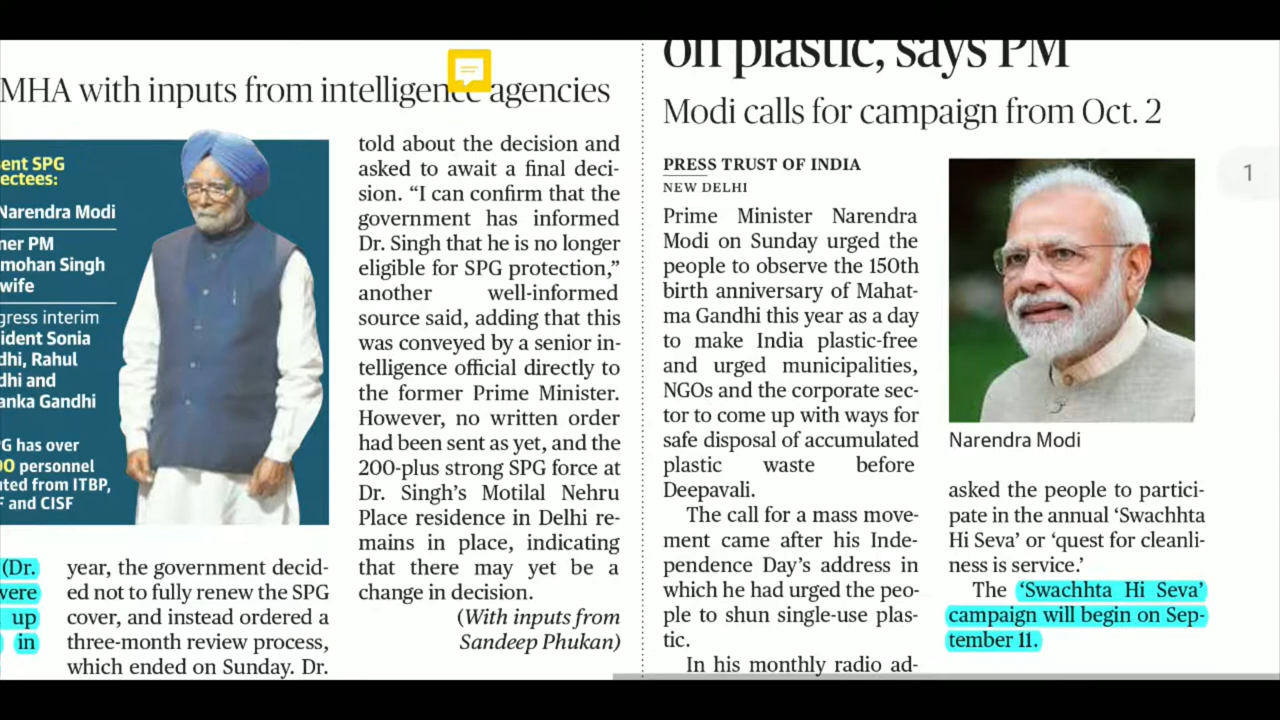 MHA with inputs from intelligence agencies
ent SPG
ectees:
Narendra Modi
ner PM
mohan Singh
wife
gress interim
ident Sonia
dhi, Rahul
dhi and
anka Gandhi
G has over
00 personnel
uted from ITBP,
F and CISF
(Dr.
were
up
in
year, the government decid-
ed not to fully renew the SPG
cover, and instead ordered a
three-month review process,
which ended on Sunday. Dr.
told about the decision and
asked to await a final deci-
sion. “I can confirm that the
government has informed
Dr. Singh that he is no longer
eligible for SPG protection,”
another well-informed
source said, adding that this
was conveyed by a senior in-
telligence official directly to
the former Prime Minister.
However, no written order
had been sent as yet, and the
200-plus strong SPG force at
Dr. Singh’s Motilal Nehru
Place residence in Delhi re-
mains in place, indicating
that there may yet be a
change in decision.
(With inputs from
Sandeep Phukan)
on plastic, says PM
Modi calls for campaign from Oct. 2
PRESS TRUST OF INDIA
NEW DELHI
Prime Minister Narendra
Modi on Sunday urged the
people to observe the 150th
birth anniversary of Mahat-
ma Gandhi this year as a day
to make India plastic-free
and urged municipalities,
NGOs and the corporate sec-
tor to come up with ways for
safe disposal of accumulated
plastic waste before
Deepavali.
The call for a mass move-
ment came after his Inde-
pendence Day’s address in
which he had urged the peo-
ple to shun single-use plas-
tic.
In his monthly radio ad-
Narendra Modi
asked the people to partici-
pate in the annual ‘Swachhta
Hi Seva’ or ‘quest for cleanli-
ness is service.’
The ‘Swachhta Hi Seva’
campaign will begin on Sep-
tember 11.
1